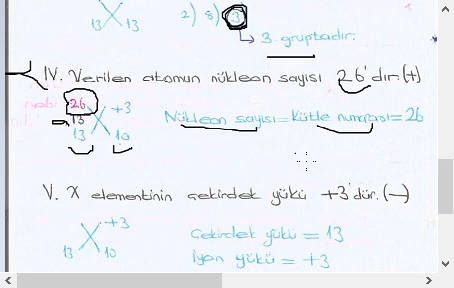 2) 8) 3
13 X 13
3. gruptadır.
IV. Verilen atomun nükleon sayısı 26'dır. (+)
26 X +3
13
13 10
Nükleon sayısı = Kütle numarası = 26
V. X elementinin çekirdek yükü +3'dür. (-)
X +3
13 10
Çekirdek yükü = 13
İyon yükü = +3